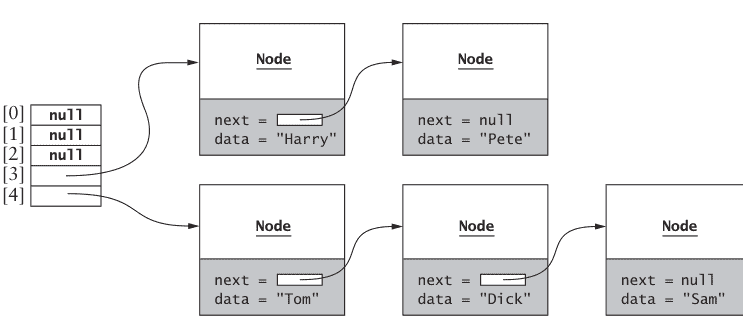 Node
Node
next =
data = "Harry"
next = null
data = "Pete"
[0] null
[1] null
[2] null
[3]
[4]
Node
Node
Node
next =
data = "Tom"
next =
data = "Dick"
next = null
data = "Sam"